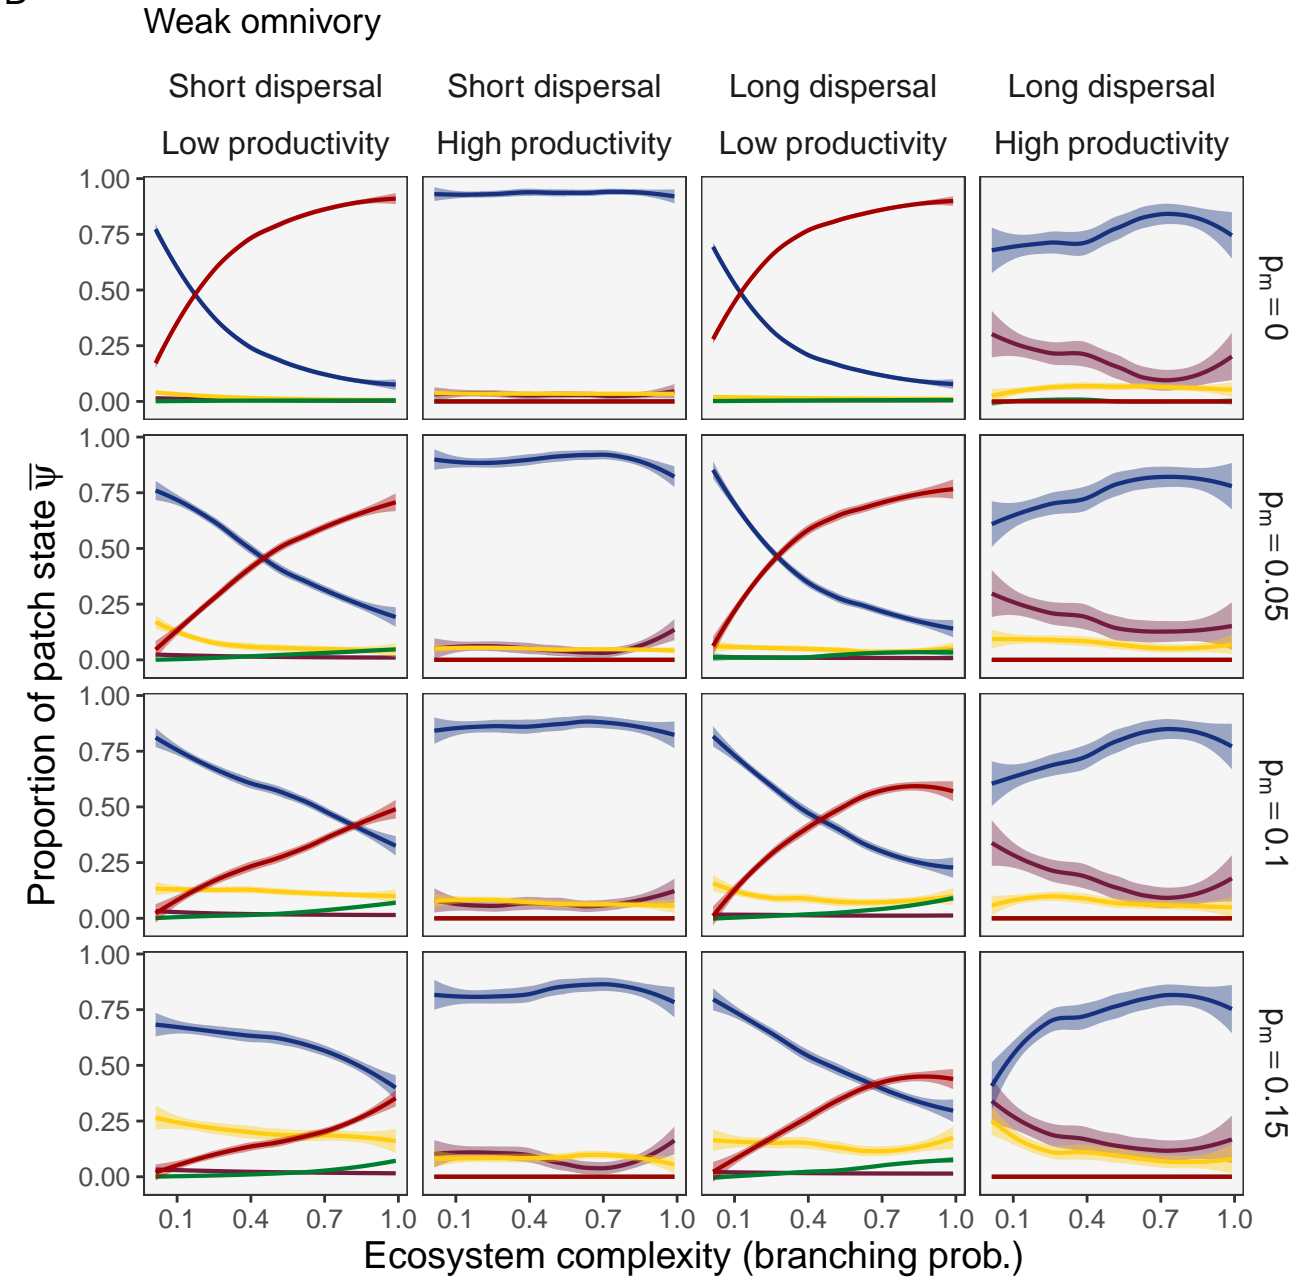 Weak omnivory
Short dispersal Short dispersal Long dispersal Long dispersal
Low productivity High productivity Low productivity High productivity
1.00
0.75
0.50
0.25
0.00
pm = 0
1.00
0.75
0.50
0.25
0.00
pm = 0.05
1.00
0.75
0.50
0.25
0.00
pm = 0.1
1.00
0.75
0.50
0.25
0.00
pm = 0.15
Proportion of patch state ψ̅
0.1 0.4 0.7 1.0 0.1 0.4 0.7 1.0 0.1 0.4 0.7 1.0 0.1 0.4 0.7 1.0
Ecosystem complexity (branching prob.)